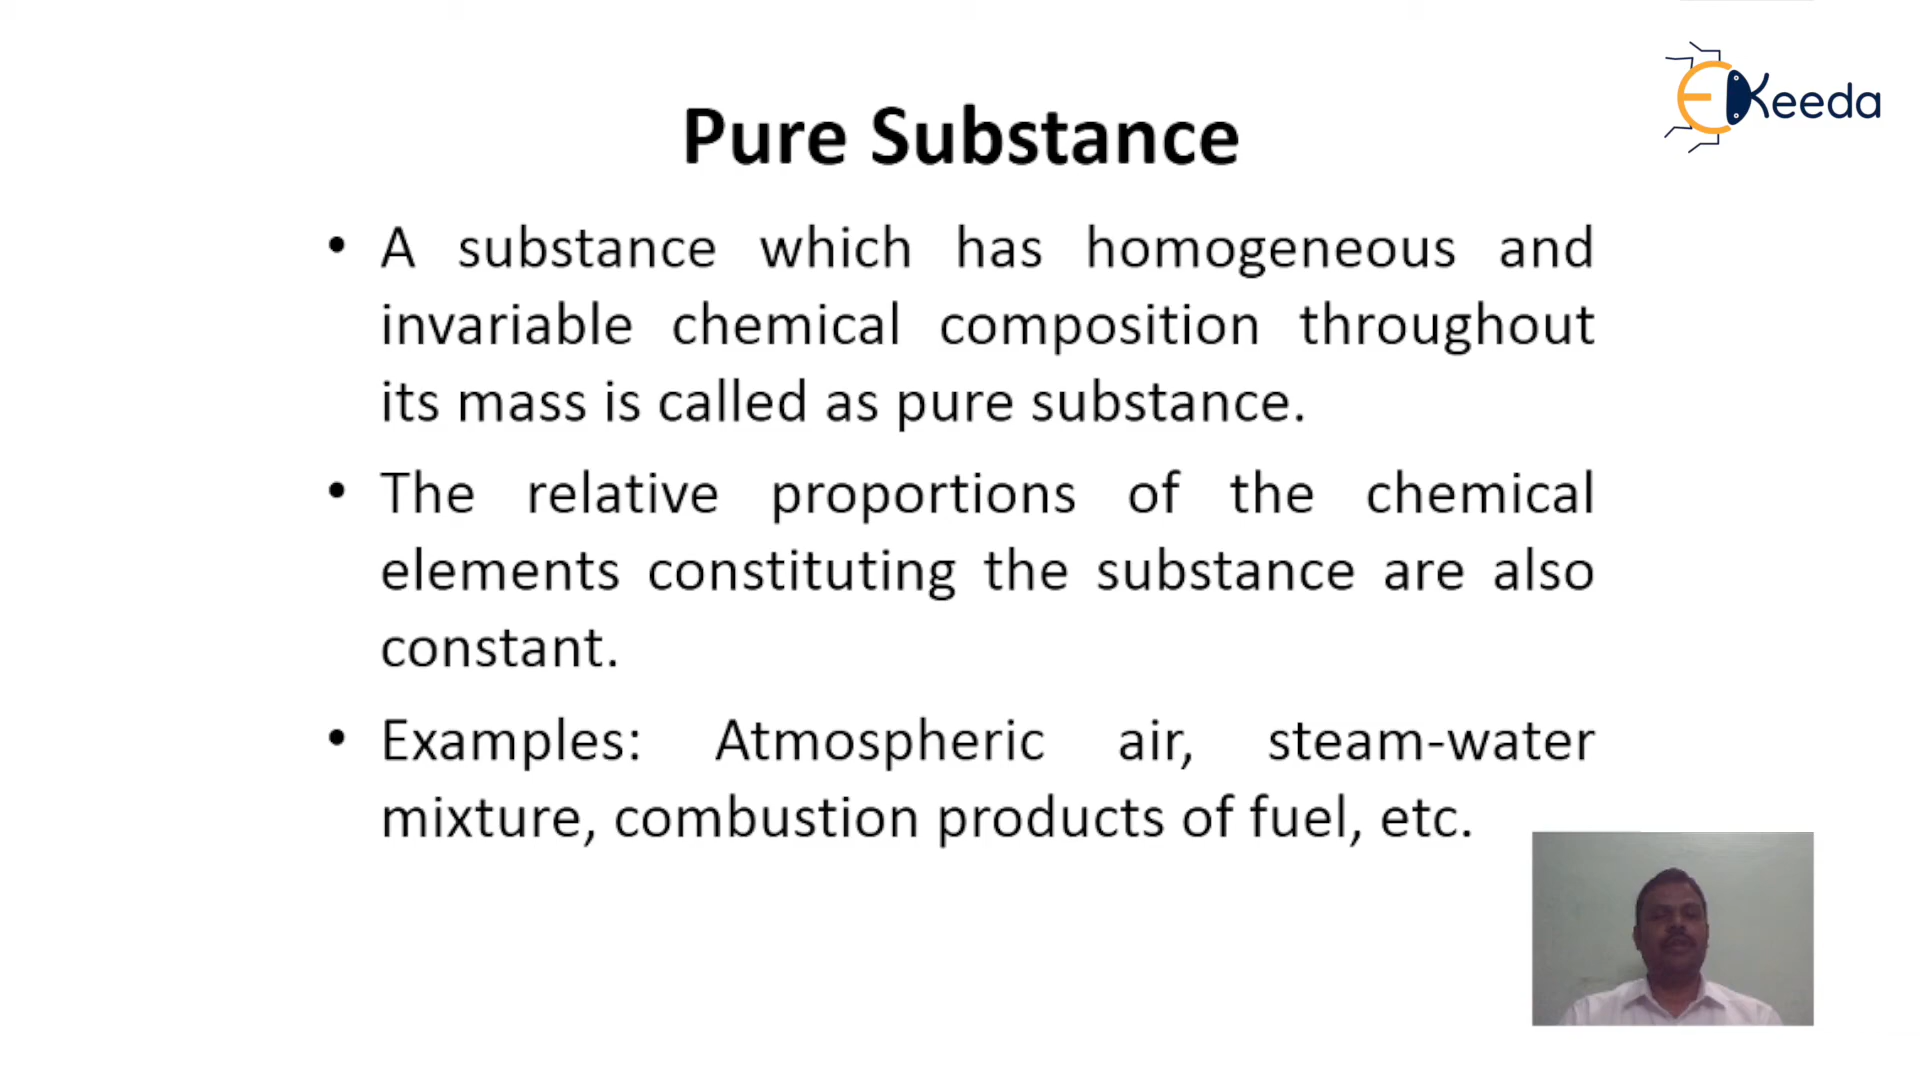 EKeeda
Pure Substance
• A substance which has homogeneous and
invariable chemical composition throughout
its mass is called as pure substance.
• The relative proportions of the chemical
elements constituting the substance are also
constant.
• Examples: Atmospheric air, steam-water
mixture, combustion products of fuel, etc.